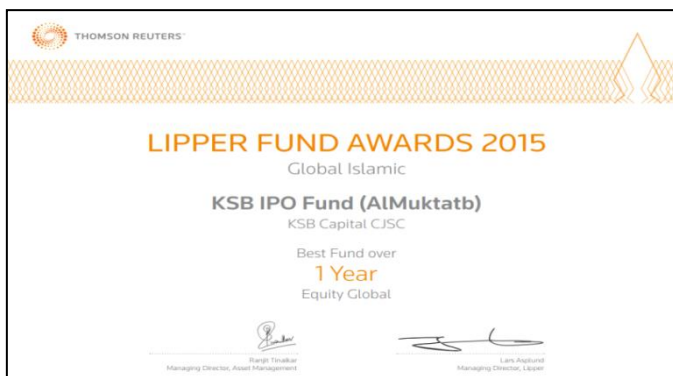 THOMSON REUTERS
LIPPER FUND AWARDS 2015
Global Islamic
KSB IPO Fund (AlMuktatb)
KSB Capital CJSC
Best Fund over
1 Year
Equity Global
Ranjit Tinaikar
Managing Director, Asset Management
Lars Asplund
Managing Director, Lipper